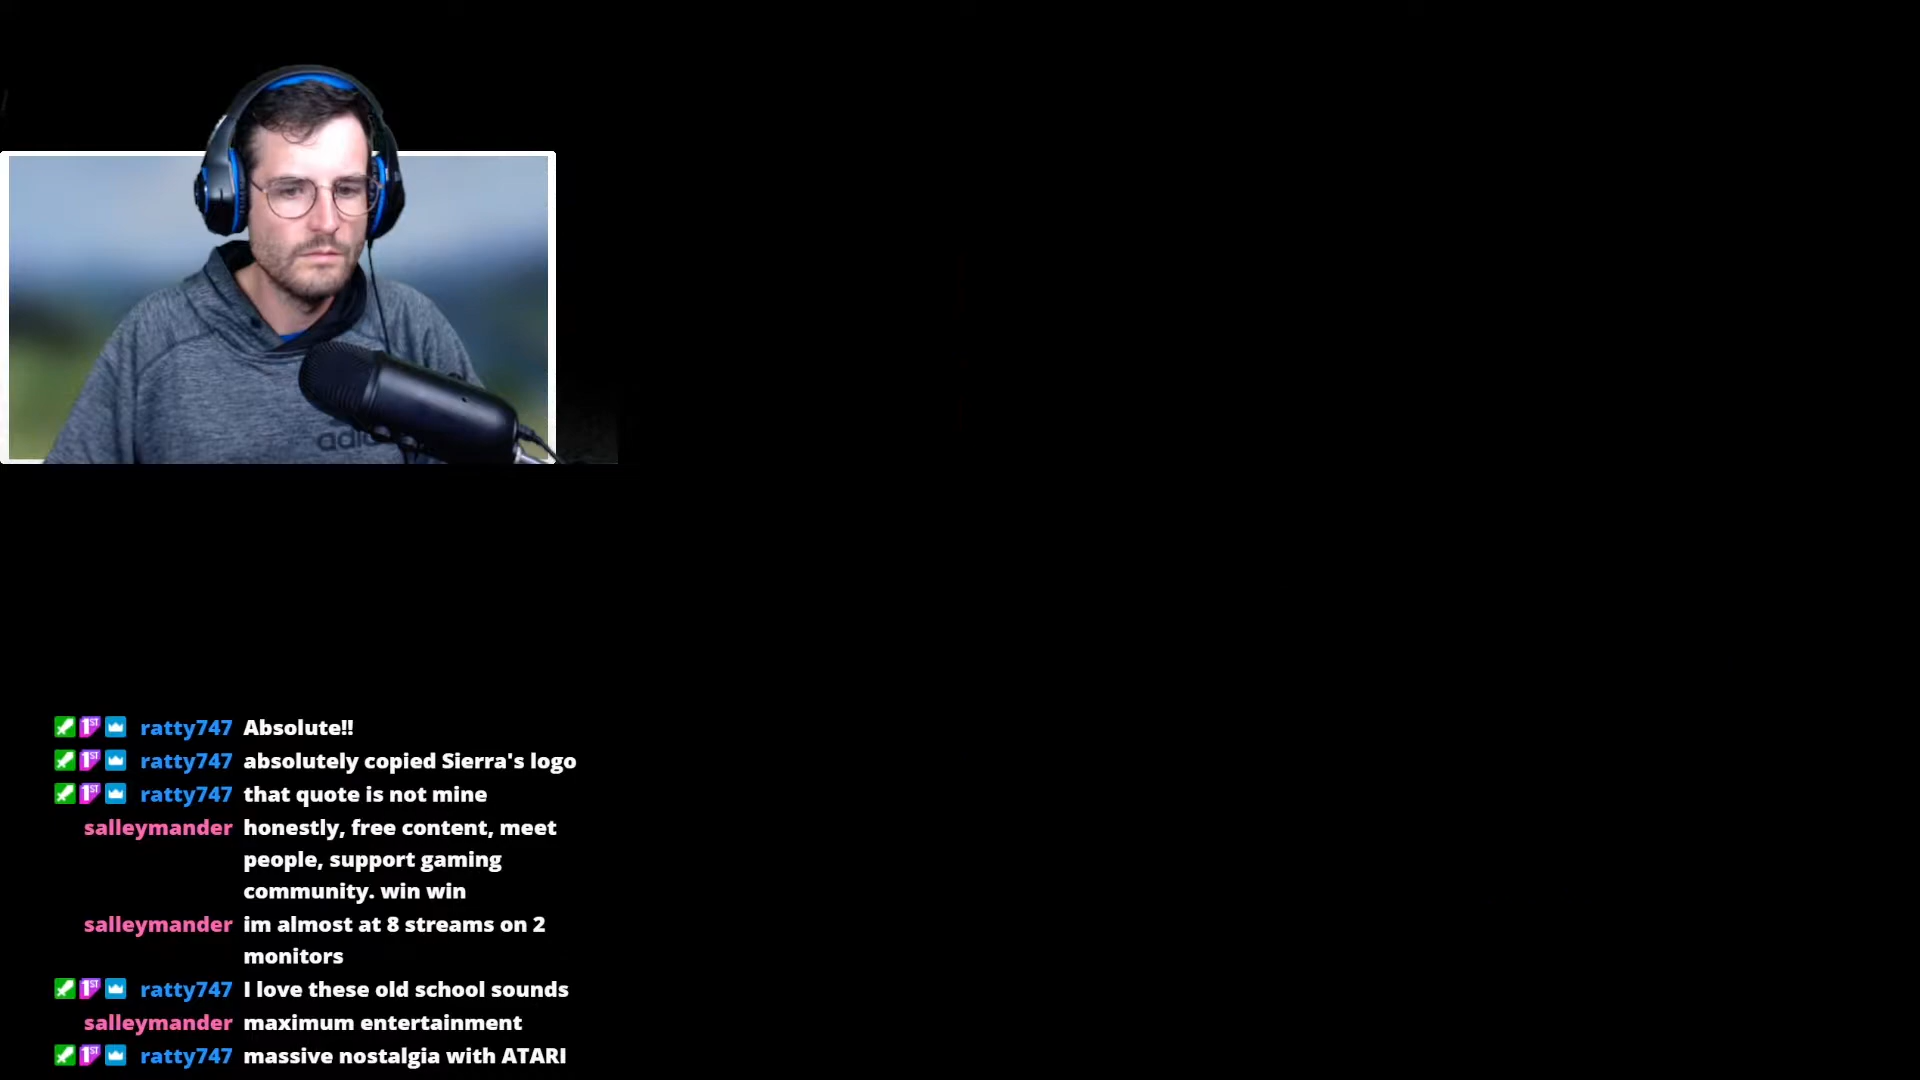 adi
ratty747 Absolute!!
ratty747 absolutely copied Sierra's logo
ratty747 that quote is not mine
salleymander honestly, free content, meet
people, support gaming
community. win win
salleymander im almost at 8 streams on 2
monitors
ratty747 I love these old school sounds
salleymander maximum entertainment
ratty747 massive nostalgia with ATARI